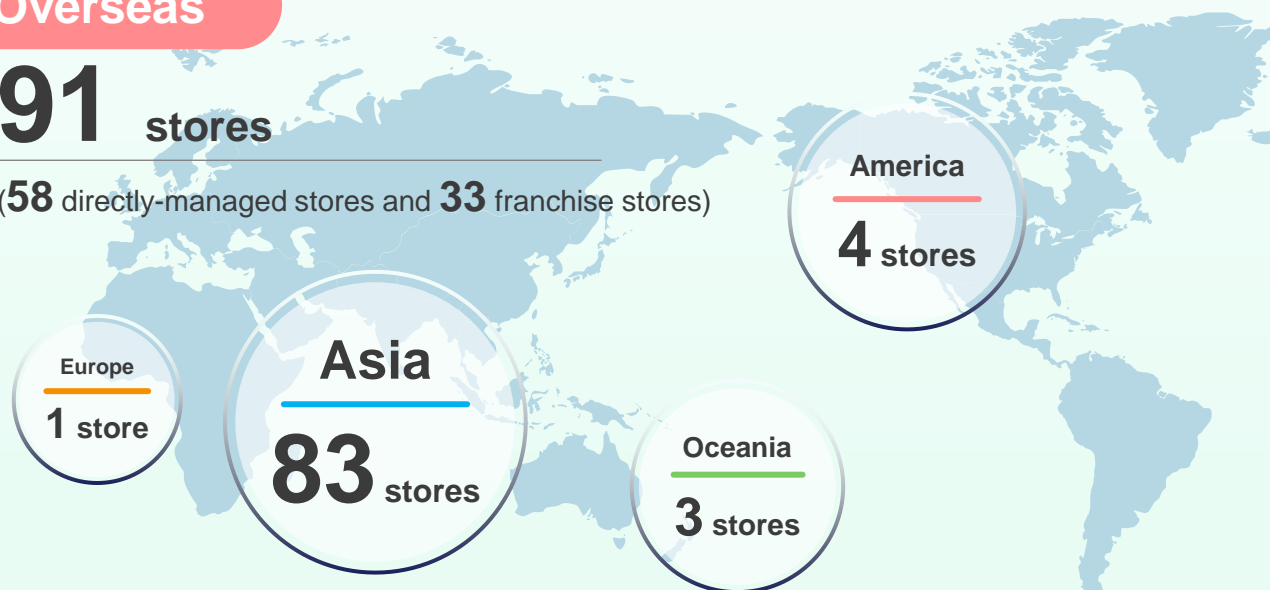 Overseas
91 stores
(58 directly-managed stores and 33 franchise stores)
America
4 stores
Europe
1 store
Asia
83 stores
Oceania
3 stores